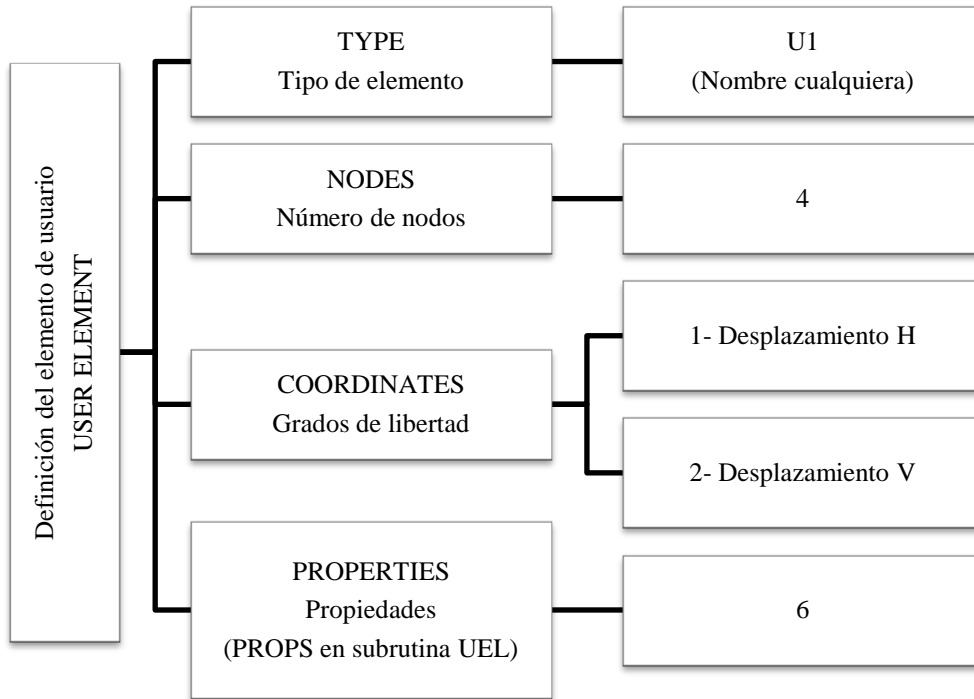 Definición del elemento de usuario
USER ELEMENT
TYPE
Tipo de elemento
U1
(Nombre cualquiera)
NODES
Número de nodos
4
COORDINATES
Grados de libertad
1- Desplazamiento H
2- Desplazamiento V
PROPERTIES
Propiedades
(PROPS en subrutina UEL)
6